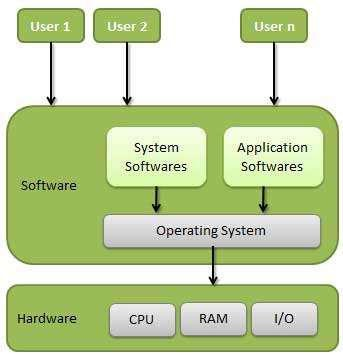 User 1
User 2
User n
System
Softwares
Application
Softwares
Software
Operating System
Hardware
CPU
RAM
I/O